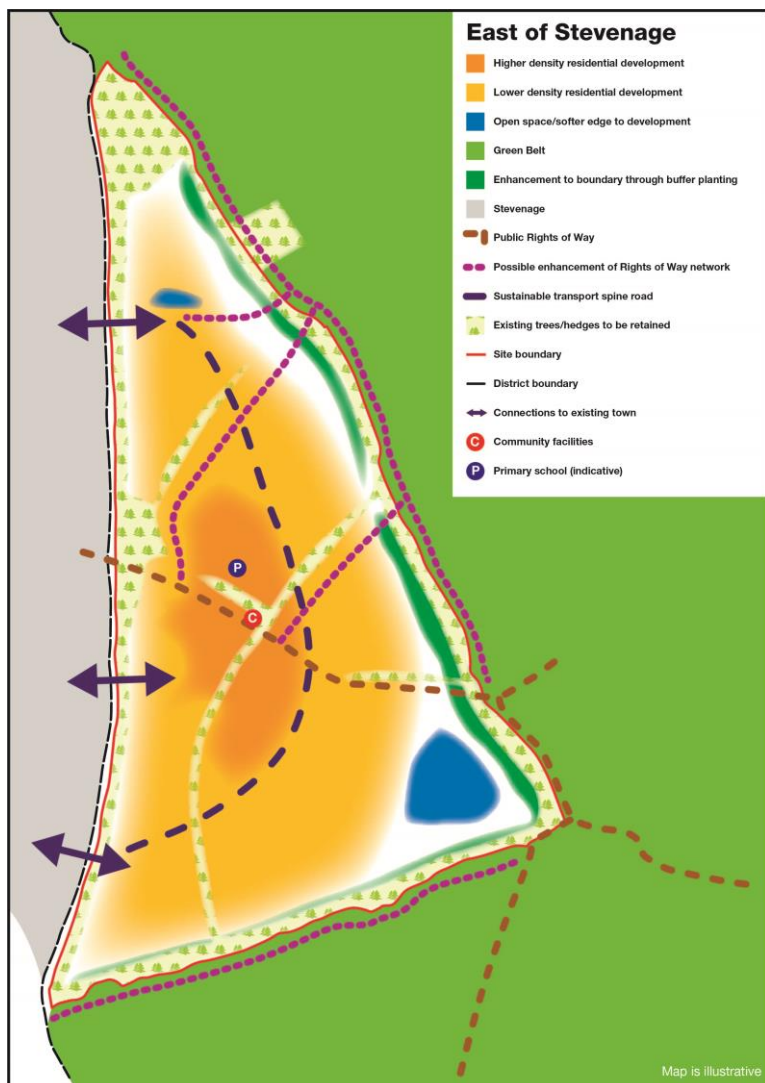 East of Stevenage
Higher density residential development
Lower density residential development
Open space/softer edge to development
Green Belt
Enhancement to boundary through buffer planting
Stevenage
Public Rights of Way
Possible enhancement of Rights of Way network
Sustainable transport spine road
Existing trees/hedges to be retained
Site boundary
District boundary
Connections to existing town
C Community facilities
P Primary school (indicative)
P
C
Map is illustrative